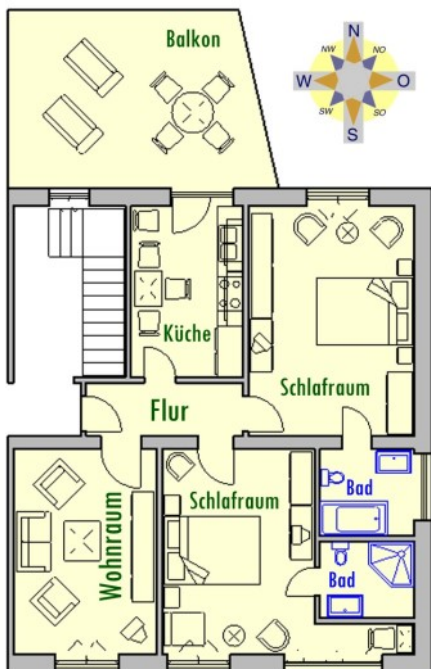 Balkon
N
NW
NO
W
O
SW
SO
S
Küche
Schlafraum
Flur
Wohnraum
Schlafraum
Bad
Bad